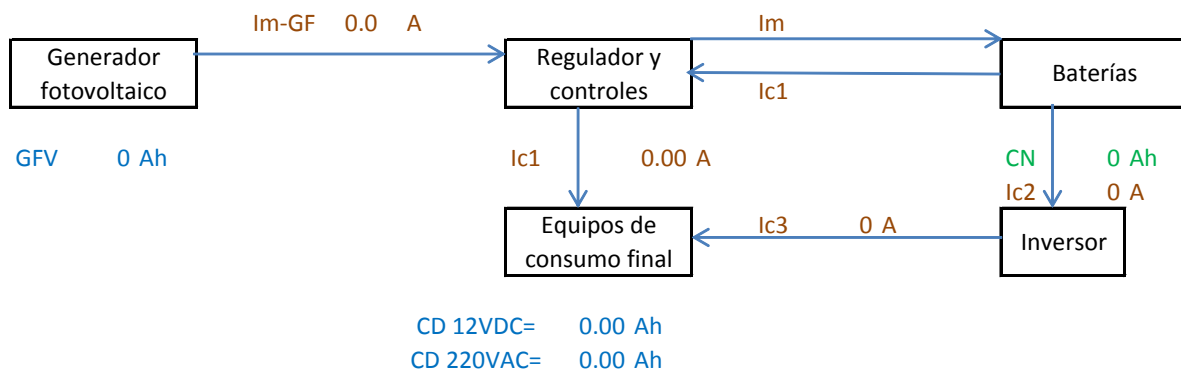 Im-GF 0.0 A
Im
Generador
fotovoltaico
Regulador y
controles
Baterías
Ic1
GFV 0 Ah
Ic1 0.00 A
CN 0 Ah
Ic2 0 A
Equipos de
consumo final
Ic3 0 A
Inversor
CD 12VDC= 0.00 Ah
CD 220VAC= 0.00 Ah